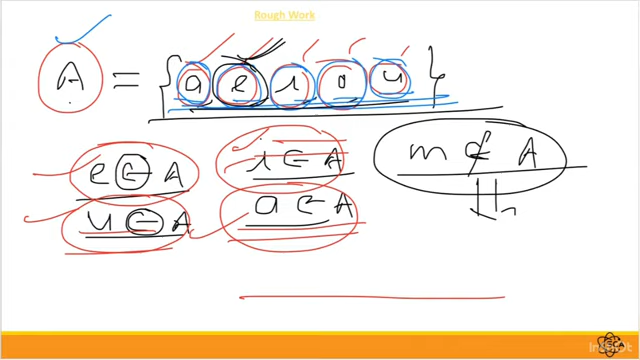 Rough Work
A = { a e i o u }
e ∈ A i ∈ A m ∉ A
u ∈ A a ∈ A